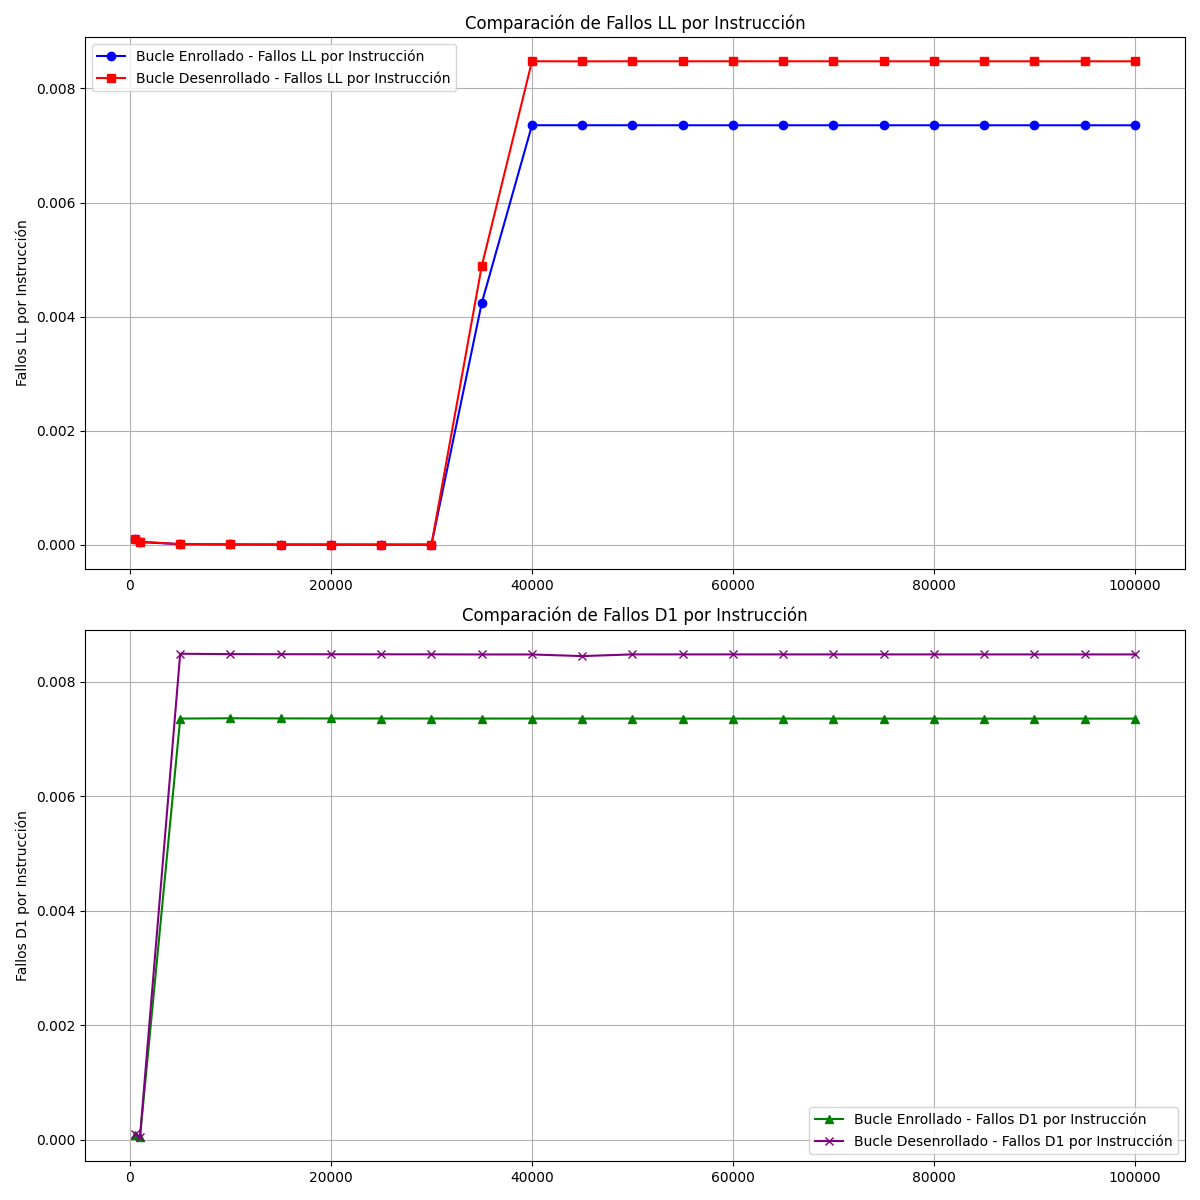 Comparación de Fallos LL por Instrucción
Bucle Enrollado - Fallos LL por Instrucción
Bucle Desenrollado - Fallos LL por Instrucción
Fallos LL por Instrucción
0.008
0.006
0.004
0.002
0.000
0 20000 40000 60000 80000 100000
Comparación de Fallos D1 por Instrucción
Fallos D1 por Instrucción
0.008
0.006
0.004
0.002
0.000
Bucle Enrollado - Fallos D1 por Instrucción
Bucle Desenrollado - Fallos D1 por Instrucción
0 20000 40000 60000 80000 100000